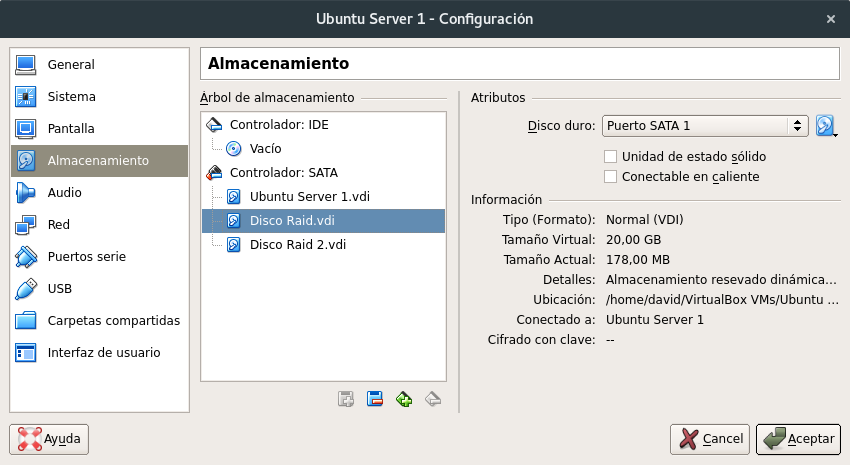 Ubuntu Server 1 - Configuración
General
Sistema
Pantalla
Almacenamiento
Audio
Red
Puertos serie
USB
Carpetas compartidas
Interfaz de usuario
Almacenamiento
Árbol de almacenamiento
Controlador: IDE
Vacío
Controlador: SATA
Ubuntu Server 1.vdi
Disco Raid.vdi
Disco Raid 2.vdi
Atributos
Disco duro: Puerto SATA 1
Unidad de estado sólido
Conectable en caliente
Información
Tipo (Formato): Normal (VDI)
Tamaño Virtual: 20,00 GB
Tamaño Actual: 178,00 MB
Detalles: Almacenamiento resevado dinámica...
Ubicación: /home/david/VirtualBox VMs/Ubuntu ...
Conectado a: Ubuntu Server 1
Cifrado con clave: --
Ayuda
Cancel
Aceptar